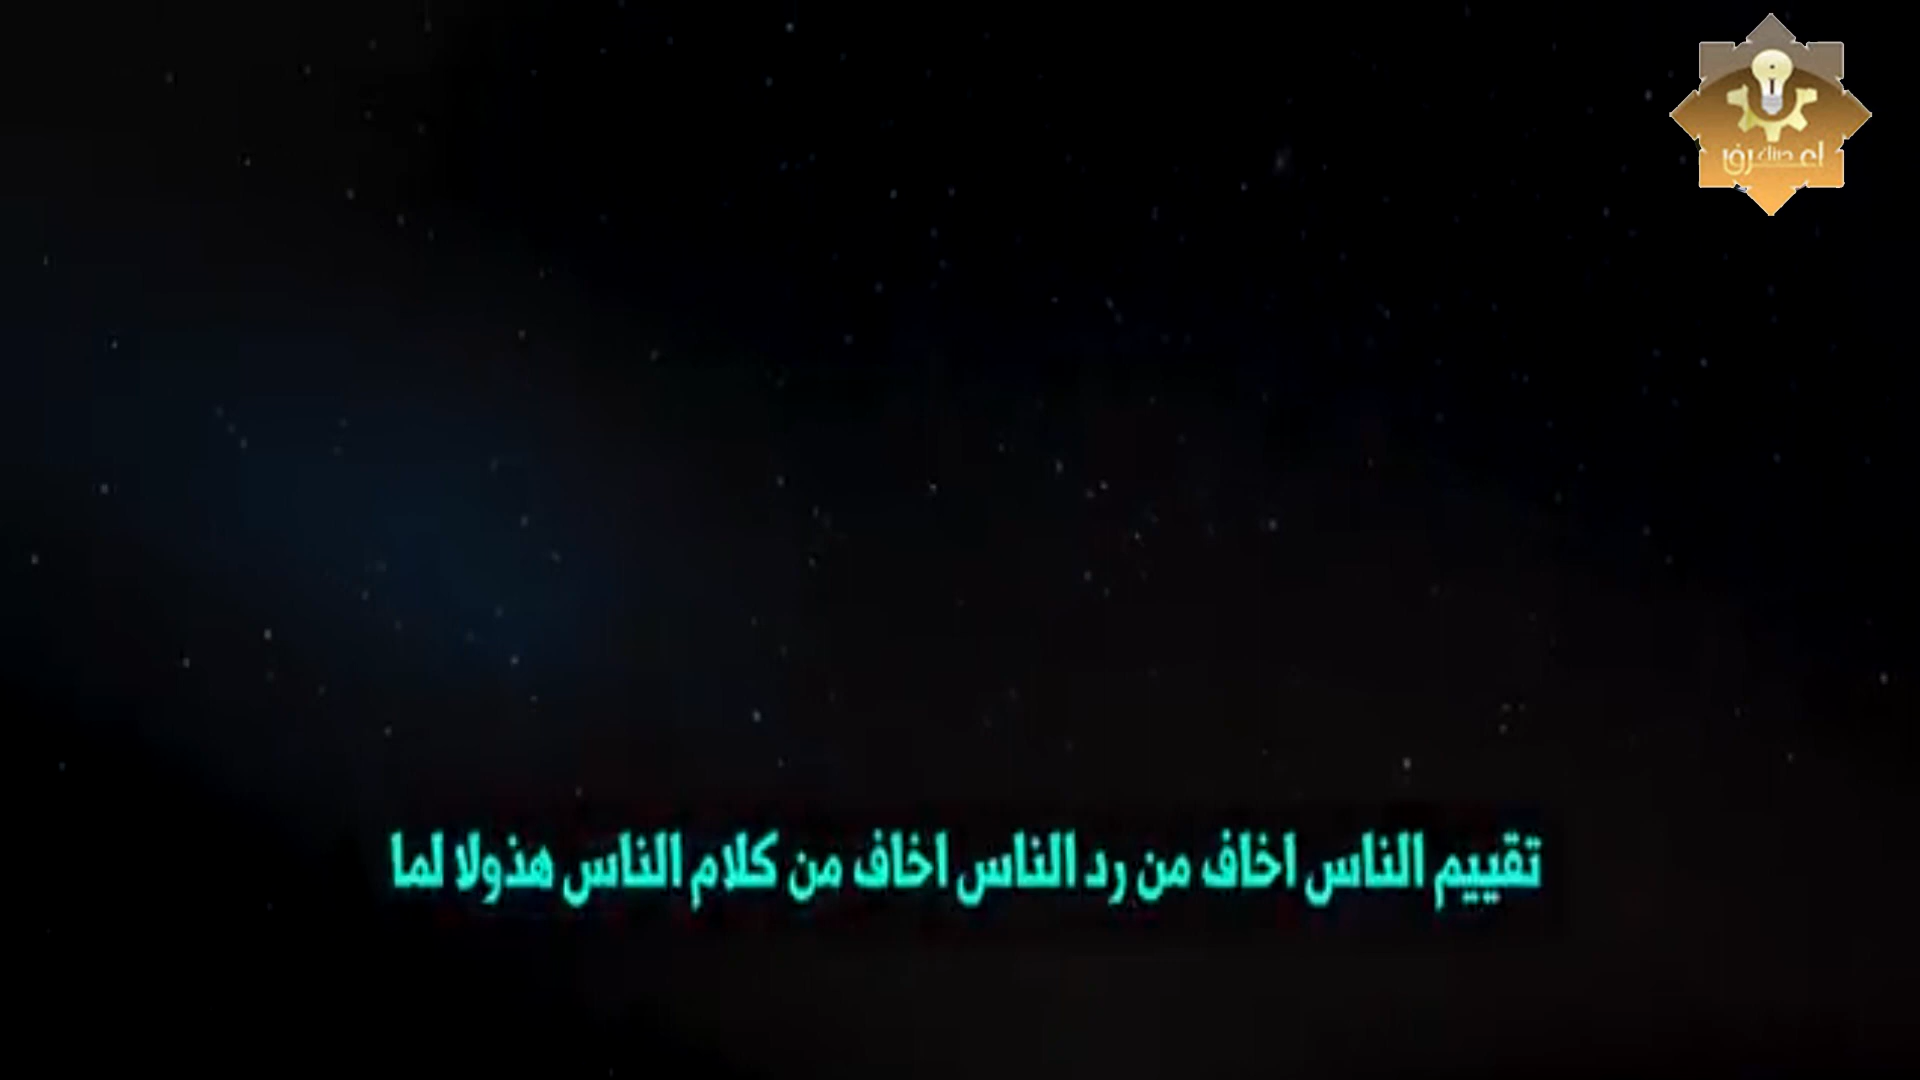 تقييم الناس اخاف من رد الناس اخاف من كلام الناس هذولا لما